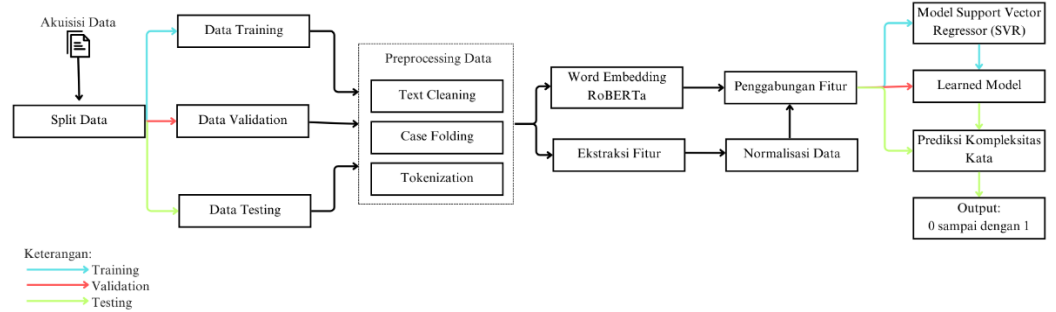 Akuisisi Data
Split Data
Data Training
Data Validation
Data Testing
Preprocessing Data
Text Cleaning
Case Folding
Tokenization
Word Embedding
RoBERTa
Ekstraksi Fitur
Penggabungan Fitur
Normalisasi Data
Model Support Vector
Regressor (SVR)
Learned Model
Prediksi Kompleksitas
Kata
Output:
0 sampai dengan 1
Keterangan:
Training
Validation
Testing